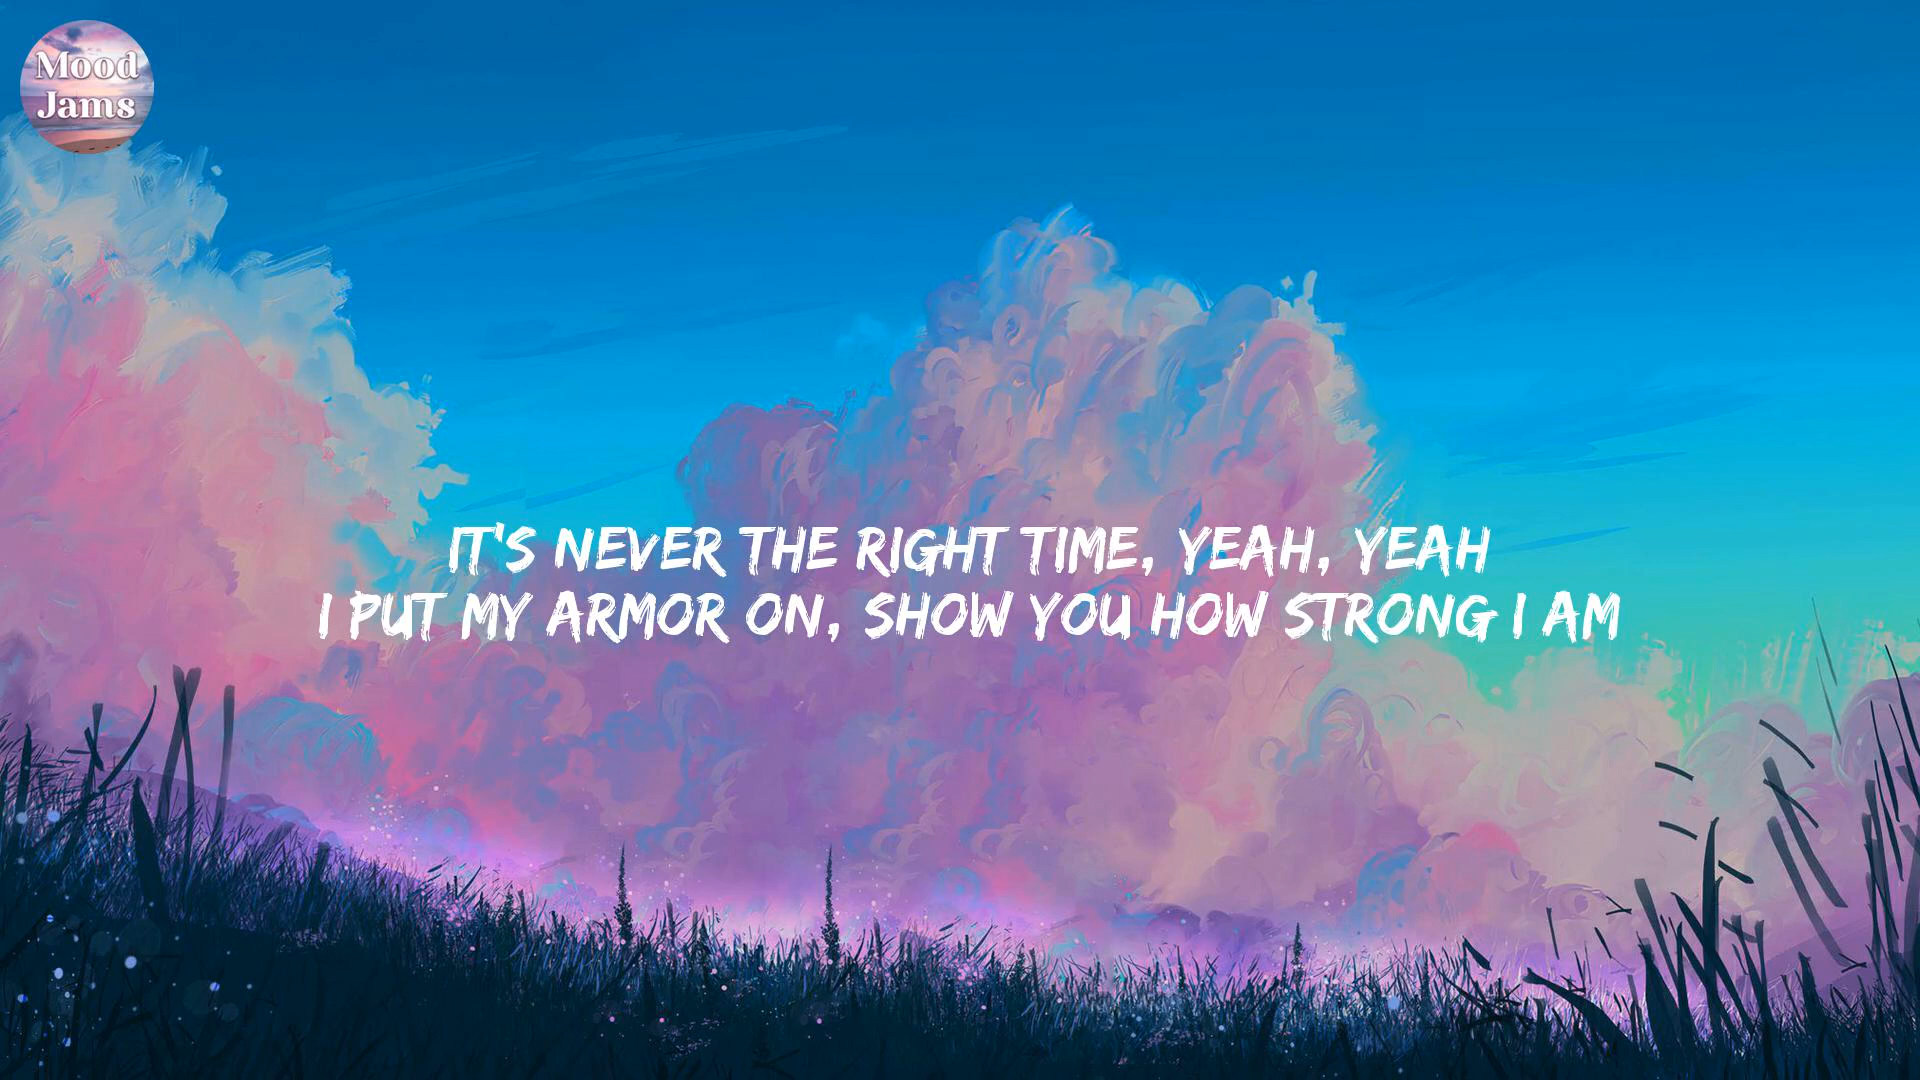 Mood
Jams
IT'S NEVER THE RIGHT TIME, YEAH, YEAH
I PUT MY ARMOR ON, SHOW YOU HOW STRONG I AM